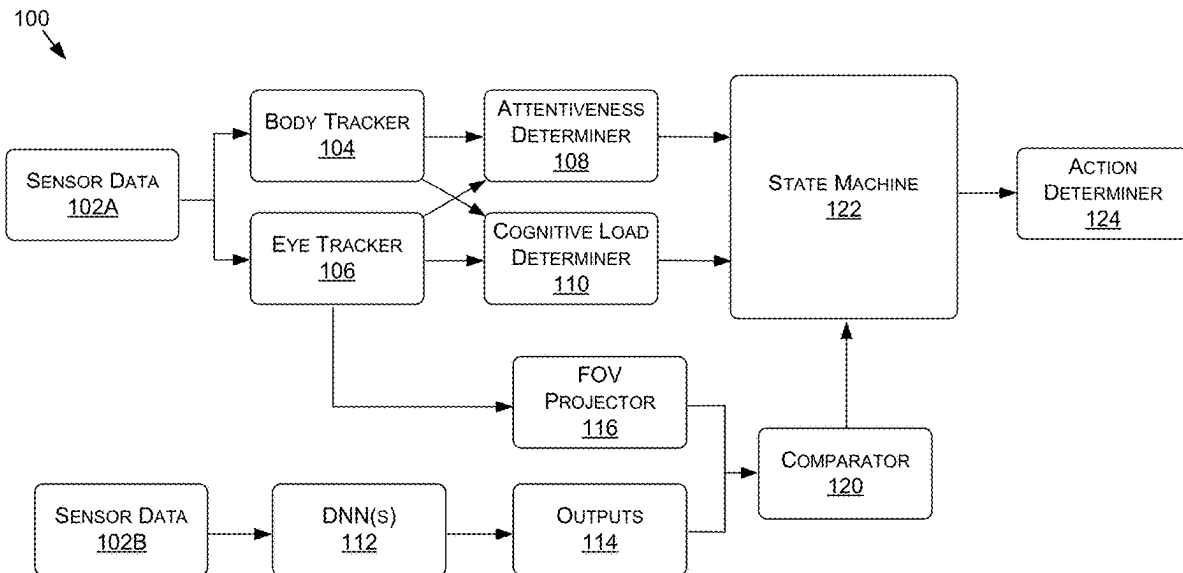 100
BODY TRACKER
104
ATTENTIVENESS
DETERMINER
108
SENSOR DATA
102A
STATE MACHINE
122
ACTION
DETERMINER
124
EYE TRACKER
106
COGNITIVE LOAD
DETERMINER
110
FOV
PROJECTOR
116
COMPARATOR
120
SENSOR DATA
102B
DNN(S)
112
OUTPUTS
114